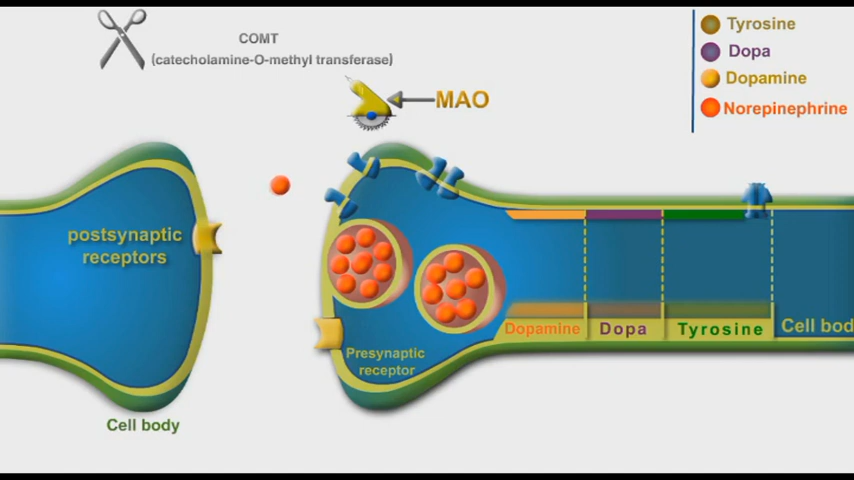 COMT
(catecholamine-O-methyl transferase)
MAO
Tyrosine
Dopa
Dopamine
Norepinephrine
postsynaptic
receptors
Presynaptic
receptor
Dopamine
Dopa
Tyrosine
Cell bod
Cell body